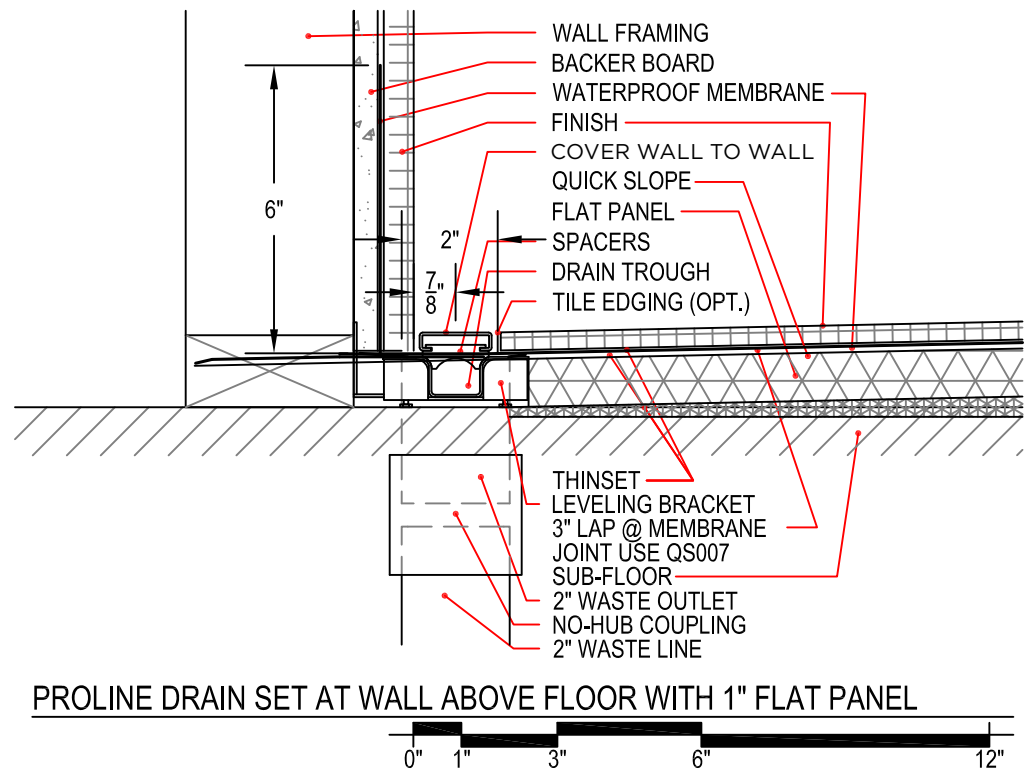 WALL FRAMING
BACKER BOARD
WATERPROOF MEMBRANE
FINISH
COVER WALL TO WALL
QUICK SLOPE
FLAT PANEL
SPACERS
DRAIN TROUGH
TILE EDGING (OPT.)
6"
2"
7/8"
THINSET
LEVELING BRACKET
3" LAP @ MEMBRANE
JOINT USE QS007
SUB-FLOOR
2" WASTE OUTLET
NO-HUB COUPLING
2" WASTE LINE
PROLINE DRAIN SET AT WALL ABOVE FLOOR WITH 1" FLAT PANEL
0" 1" 3" 6" 12"